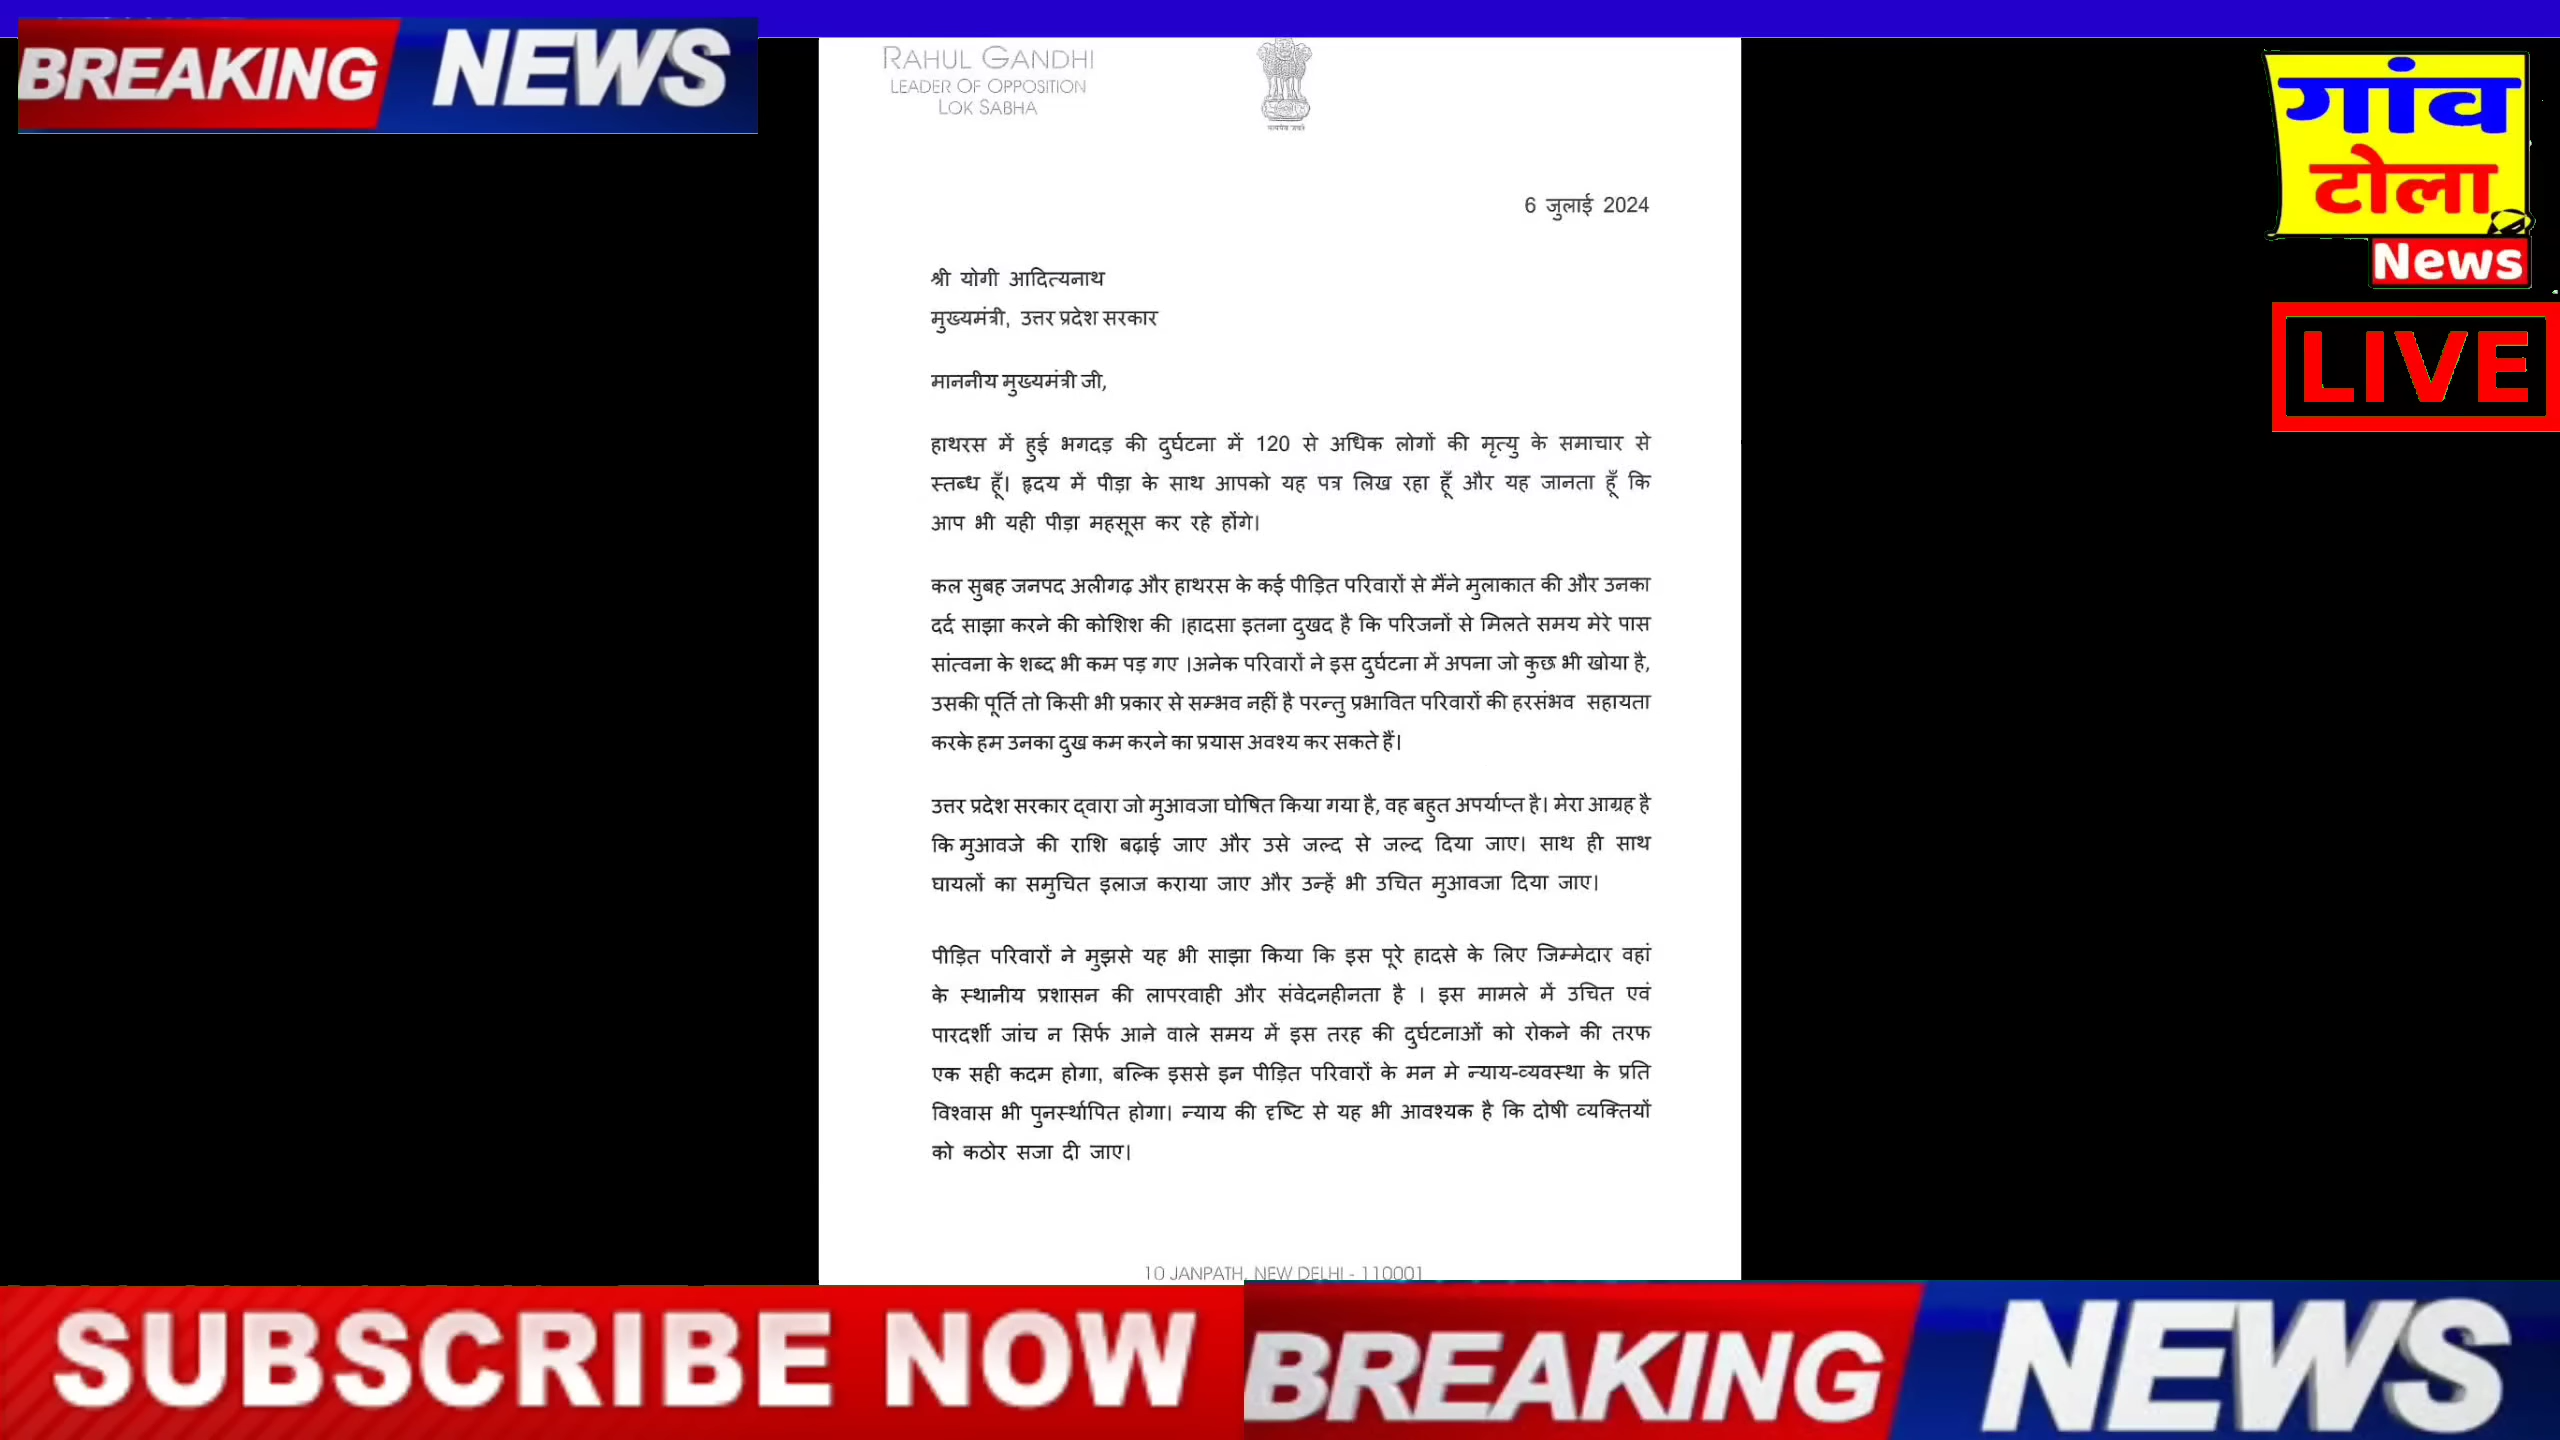 BREAKING NEWS
RAHUL GANDHI
LEADER OF OPPOSITION
LOK SABHA
सत्यमेव जयते
गांव
टोला
News
LIVE
6 जुलाई 2024
श्री योगी आदित्यनाथ
मुख्यमंत्री, उत्तर प्रदेश सरकार
माननीय मुख्यमंत्री जी,
हाथरस में हुई भगदड़ की दुर्घटना में 120 से अधिक लोगों की मृत्यु के समाचार से
स्तब्ध हूँ। हृदय में पीड़ा के साथ आपको यह पत्र लिख रहा हूँ और यह जानता हूँ कि
आप भी यही पीड़ा महसूस कर रहे होंगे।
कल सुबह जनपद अलीगढ़ और हाथरस के कई पीड़ित परिवारों से मैंने मुलाकात की और उनका
दर्द साझा करने की कोशिश की ।हादसा इतना दुखद है कि परिजनों से मिलते समय मेरे पास
सांत्वना के शब्द भी कम पड़ गए ।अनेक परिवारों ने इस दुर्घटना में अपना जो कुछ भी खोया है,
उसकी पूर्ति तो किसी भी प्रकार से सम्भव नहीं है परन्तु प्रभावित परिवारों की हरसंभव सहायता
करके हम उनका दुख कम करने का प्रयास अवश्य कर सकते हैं।
उत्तर प्रदेश सरकार द्वारा जो मुआवजा घोषित किया गया है, वह बहुत अपर्याप्त है। मेरा आग्रह है
कि मुआवजे की राशि बढ़ाई जाए और उसे जल्द से जल्द दिया जाए। साथ ही साथ
घायलों का समुचित इलाज कराया जाए और उन्हें भी उचित मुआवजा दिया जाए।
पीड़ित परिवारों ने मुझसे यह भी साझा किया कि इस पूरे हादसे के लिए जिम्मेदार वहां
के स्थानीय प्रशासन की लापरवाही और संवेदनहीनता है । इस मामले में उचित एवं
पारदर्शी जांच न सिर्फ आने वाले समय में इस तरह की दुर्घटनाओं को रोकने की तरफ
एक सही कदम होगा, बल्कि इससे इन पीड़ित परिवारों के मन मे न्याय-व्यवस्था के प्रति
विश्वास भी पुनर्स्थापित होगा। न्याय की दृष्टि से यह भी आवश्यक है कि दोषी व्यक्तियों
को कठोर सजा दी जाए।
10 JANPATH, NEW DELHI - 110001
SUBSCRIBE NOW
BREAKING NEWS